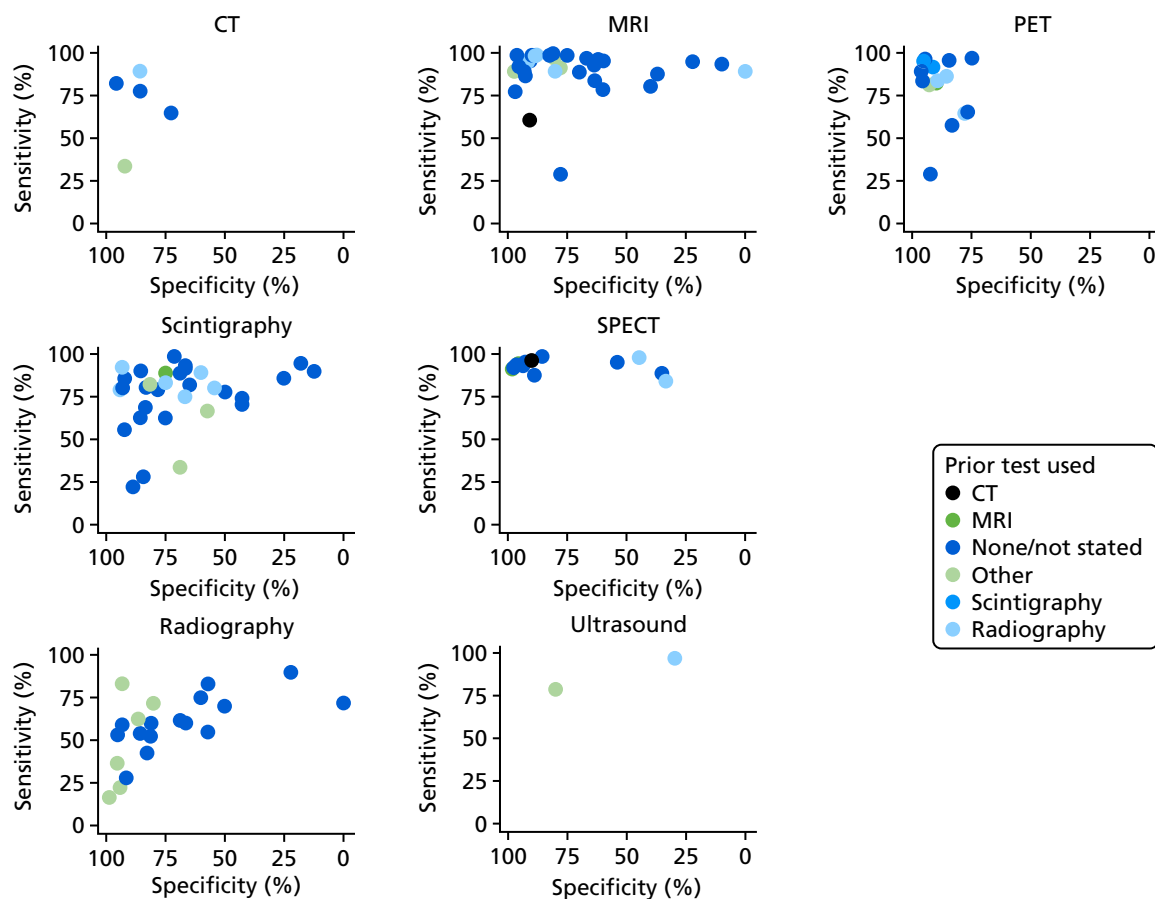 CT
MRI
PET
Sensitivity (%)
100
75
50
25
0
100 75 50 25 0
Specificity (%)
Sensitivity (%)
100
75
50
25
0
100 75 50 25 0
Specificity (%)
Sensitivity (%)
100
75
50
25
0
100 75 50 25 0
Specificity (%)
Scintigraphy
SPECT
Sensitivity (%)
100
75
50
25
0
100 75 50 25 0
Specificity (%)
Sensitivity (%)
100
75
50
25
0
100 75 50 25 0
Specificity (%)
Prior test used
CT
MRI
None/not stated
Other
Scintigraphy
Radiography
Radiography
Ultrasound
Sensitivity (%)
100
75
50
25
0
100 75 50 25 0
Specificity (%)
Sensitivity (%)
100
75
50
25
0
100 75 50 25 0
Specificity (%)